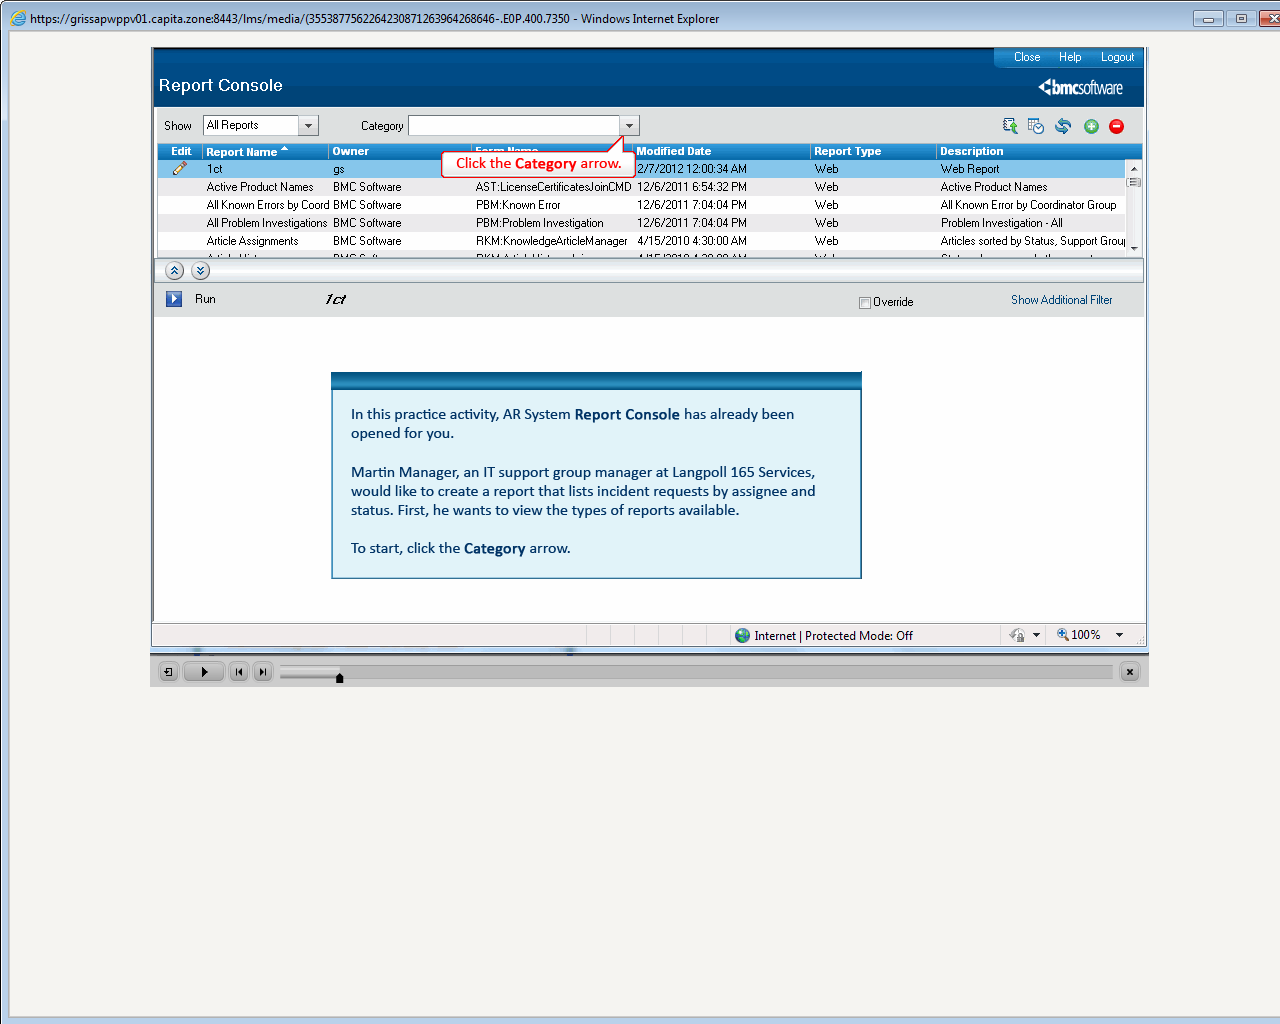 https://grissapwppv01.capita.zone:8443/lms/media/(3553877562264230871263964268646-.E0P.400.7350 - Windows Internet Explorer
Close Help Logout
Report Console
bmcsoftware
Show All Reports Category
Edit Report Name Owner Form Name Modified Date Report Type Description
Click the Category arrow.
1ct gs 2/7/2012 12:00:34 AM Web Web Report
Active Product Names BMC Software AST:LicenseCertificatesJoinCMD 12/6/2011 6:54:32 PM Web Active Product Names
All Known Errors by Coord BMC Software PBM:Known Error 12/6/2011 7:04:04 PM Web All Known Error by Coordinator Group
All Problem Investigations BMC Software PBM:Problem Investigation 12/6/2011 7:04:04 PM Web Problem Investigation - All
Article Assignments BMC Software RKM:KnowledgeArticleManager 4/15/2010 4:30:00 AM Web Articles sorted by Status, Support Grou
Run 1ct Override Show Additional Filter
In this practice activity, AR System Report Console has already been
opened for you.
Martin Manager, an IT support group manager at Langpoll 165 Services,
would like to create a report that lists incident requests by assignee and
status. First, he wants to view the types of reports available.
To start, click the Category arrow.
Internet | Protected Mode: Off 100%